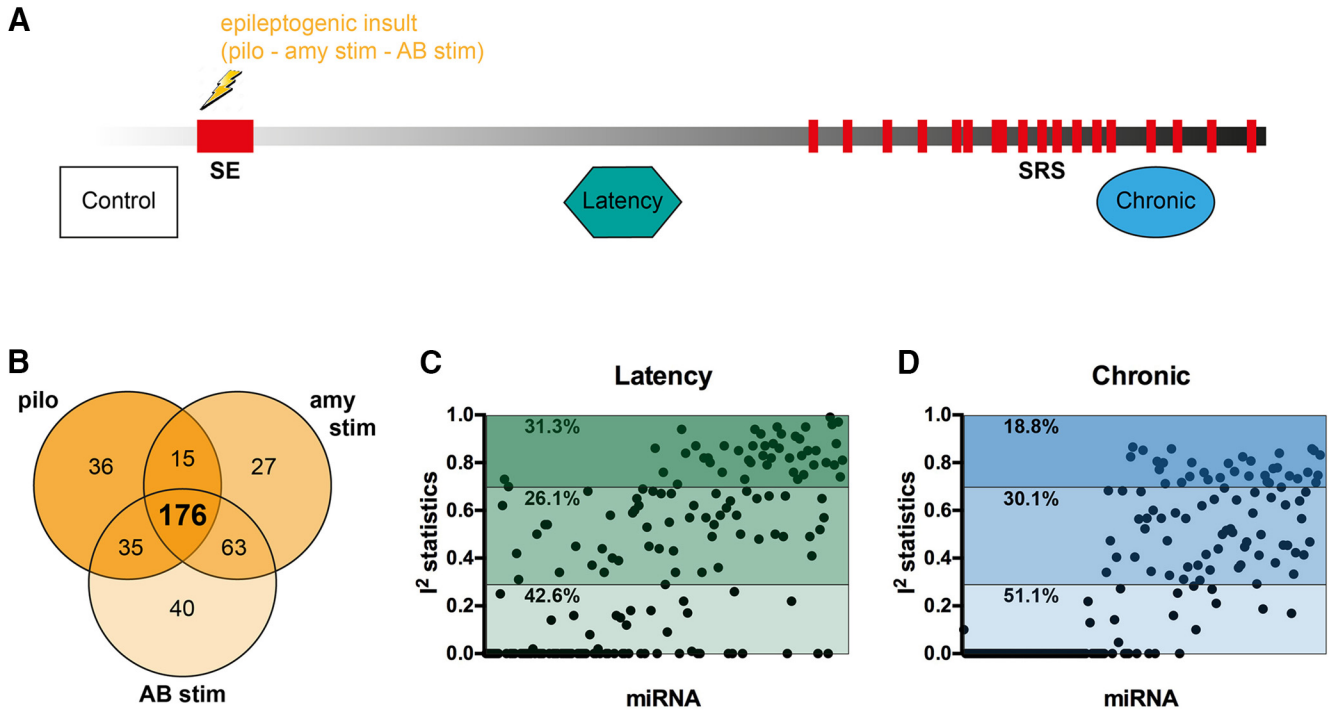 A
epileptogenic insult
(pilo - amy stim - AB stim)
SE
SRS
Control
Latency
Chronic
B
pilo
amy
stim
36
15
27
176
35
63
40
AB stim
C
Latency
I² statistics
1.0
0.8
0.6
0.4
0.2
0.0
31.3%
26.1%
42.6%
miRNA
D
Chronic
I² statistics
1.0
0.8
0.6
0.4
0.2
0.0
18.8%
30.1%
51.1%
miRNA